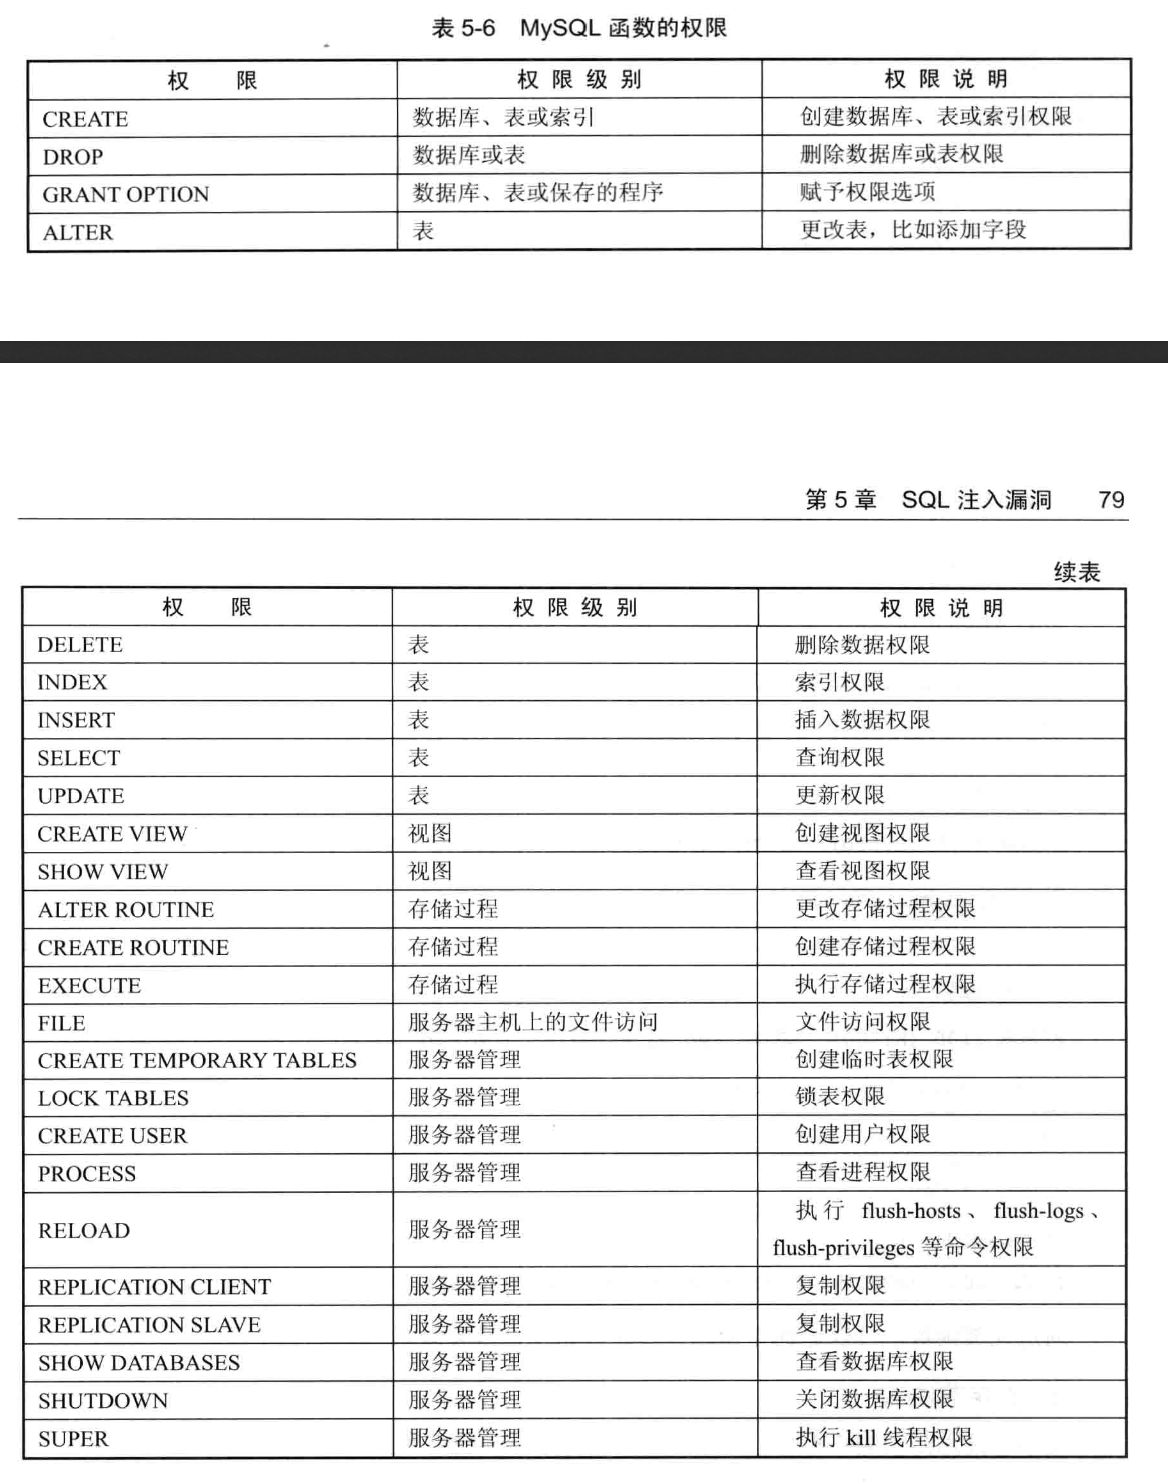 表 5-6 MySQL 函数的权限
权 限 权限级别 权限说明
CREATE 数据库、表或索引 创建数据库、表或索引权限
DROP 数据库或表 删除数据库或表权限
GRANT OPTION 数据库、表或保存的程序 赋予权限选项
ALTER 表 更改表，比如添加字段
第 5 章 SQL 注入漏洞 79
续表
权 限 权限级别 权限说明
DELETE 表 删除数据权限
INDEX 表 索引权限
INSERT 表 插入数据权限
SELECT 表 查询权限
UPDATE 表 更新权限
CREATE VIEW 视图 创建视图权限
SHOW VIEW 视图 查看视图权限
ALTER ROUTINE 存储过程 更改存储过程权限
CREATE ROUTINE 存储过程 创建存储过程权限
EXECUTE 存储过程 执行存储过程权限
FILE 服务器主机上的文件访问 文件访问权限
CREATE TEMPORARY TABLES 服务器管理 创建临时表权限
LOCK TABLES 服务器管理 锁表权限
CREATE USER 服务器管理 创建用户权限
PROCESS 服务器管理 查看进程权限
RELOAD 服务器管理 执行 flush-hosts、flush-logs、
flush-privileges 等命令权限
REPLICATION CLIENT 服务器管理 复制权限
REPLICATION SLAVE 服务器管理 复制权限
SHOW DATABASES 服务器管理 查看数据库权限
SHUTDOWN 服务器管理 关闭数据库权限
SUPER 服务器管理 执行 kill 线程权限